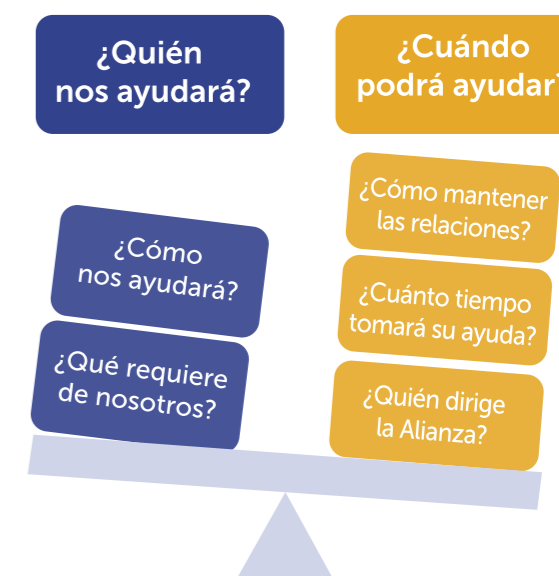 ¿Quién
nos ayudará?
¿Cuándo
podrá ayudar?
¿Cómo
nos ayudará?
¿Qué requiere
de nosotros?
¿Cómo mantener
las relaciones?
¿Cuánto tiempo
tomará su ayuda?
¿Quién dirige
la Alianza?